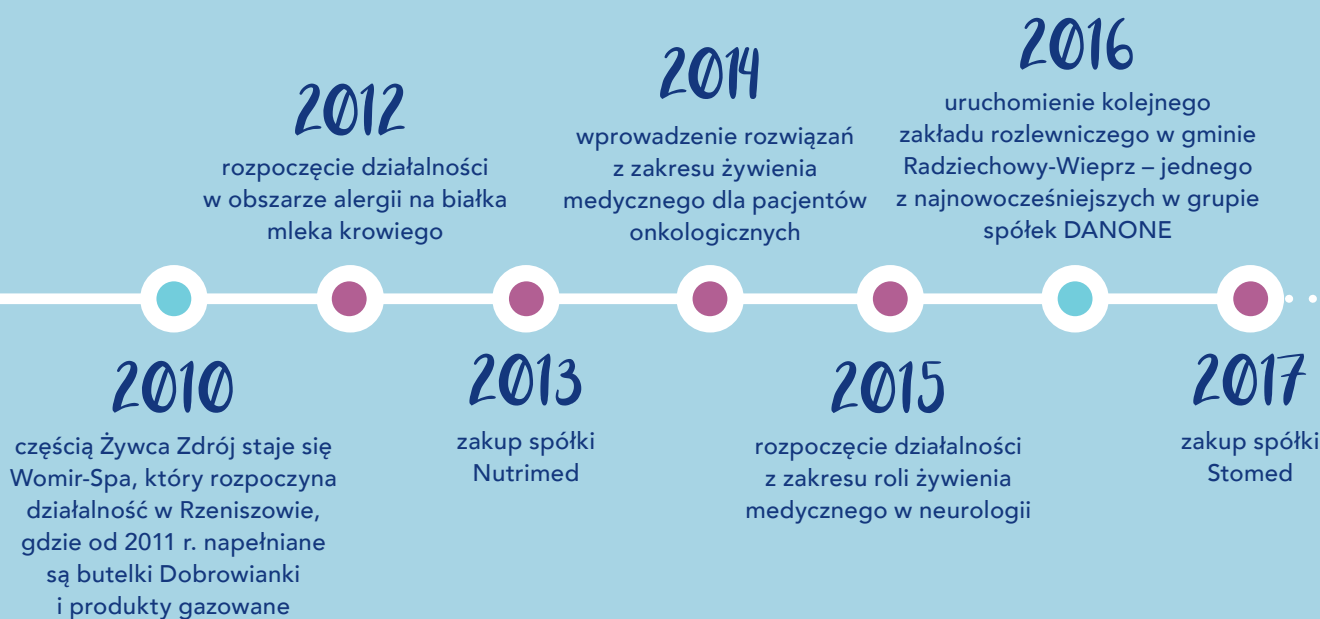 2010
częścią Żywca Zdrój staje się
Womir-Spa, który rozpoczyna
działalność w Rzeniszowie,
gdzie od 2011 r. napełniane
są butelki Dobrowianki
i produkty gazowane
2012
rozpoczęcie działalności
w obszarze alergii na białka
mleka krowiego
2013
zakup spółki
Nutrimed
2014
wprowadzenie rozwiązań
z zakresu żywienia
medycznego dla pacjentów
onkologicznych
2015
rozpoczęcie działalności
z zakresu roli żywienia
medycznego w neurologii
2016
uruchomienie kolejnego
zakładu rozlewniczego w gminie
Radziechowy-Wieprz – jednego
z najnowocześniejszych w grupie
spółek DANONE
2017
zakup spółki
Stomed